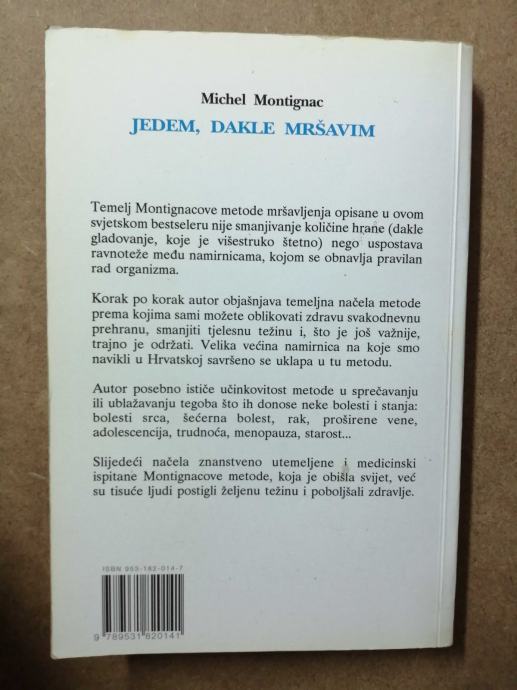 Michel Montignac
JEDEM, DAKLE MRŠAVIM
Temelj Montignacove metode mršavljenja opisane u ovom
svjetskom bestseleru nije smanjivanje količine hrane (dakle
gladovanje, koje je višestruko štetno) nego uspostava
ravnoteže među namirnicama, kojom se obnavlja pravilan
rad organizma.
Korak po korak autor objašnjava temeljna načela metode
prema kojima sami možete oblikovati zdravu svakodnevnu
prehranu, smanjiti tjelesnu težinu i, što je još važnije,
trajno je održati. Velika većina namirnica na koje smo
navikli u Hrvatskoj savršeno se uklapa u tu metodu.
Autor posebno ističe učinkovitost metode u sprečavanju
ili ublažavanju tegoba što ih donose neke bolesti i stanja:
bolesti srca, šećerna bolest, rak, proširene vene,
adolescencija, trudnoća, menopauza, starost...
Slijedeći načela znanstveno utemeljene i medicinski
ispitane Montignacove metode, koja je obišla svijet, već
su tisuće ljudi postigli željenu težinu i poboljšali zdravlje.
ISBN 953-182-014-7
9 789531 820141